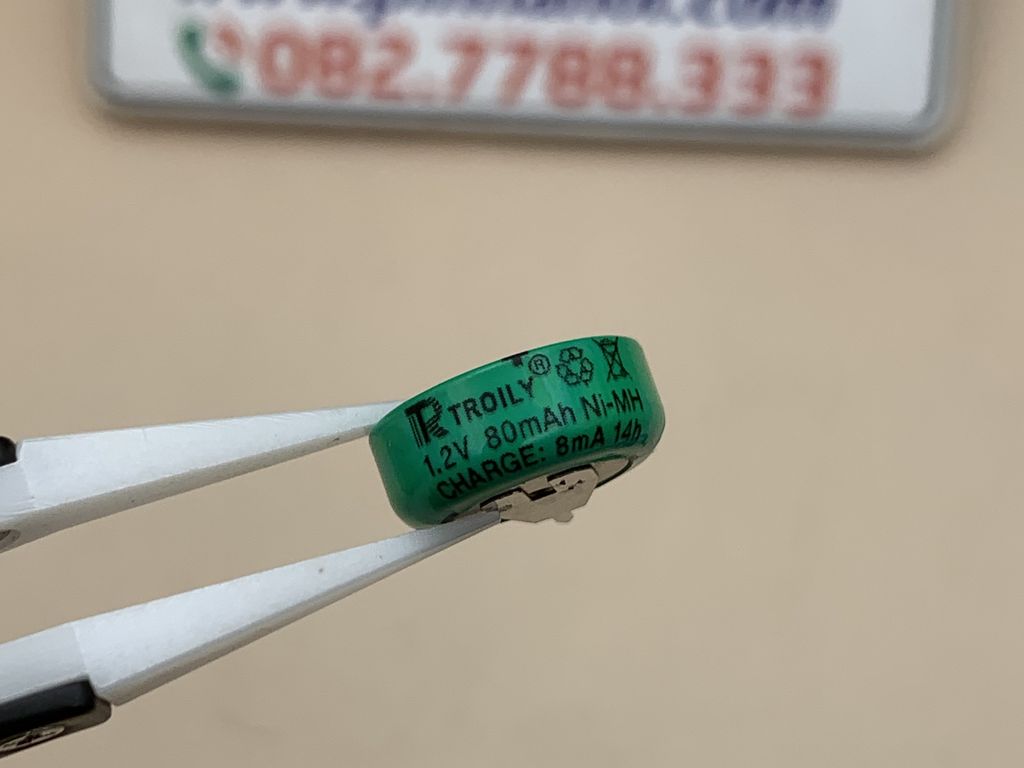 082.7788.333
TROILY®
1.2V 80mAh Ni-MH
CHARGE: 8mA 14h